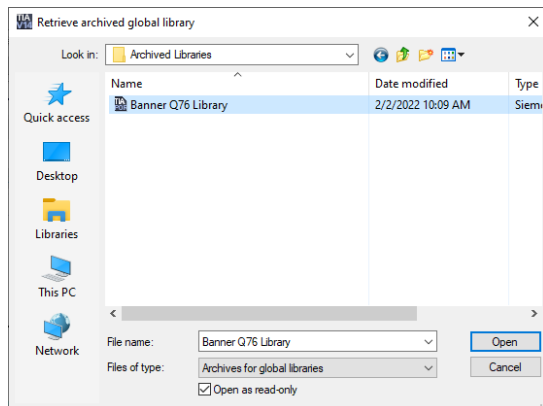 Retrieve archived global library
Look in: Archived Libraries
Name Date modified Type
Banner Q76 Library 2/2/2022 10:09 AM Sieme
Quick access
Desktop
Libraries
This PC
Network
File name: Banner Q76 Library Open
Files of type: Archives for global libraries Cancel
Open as read-only